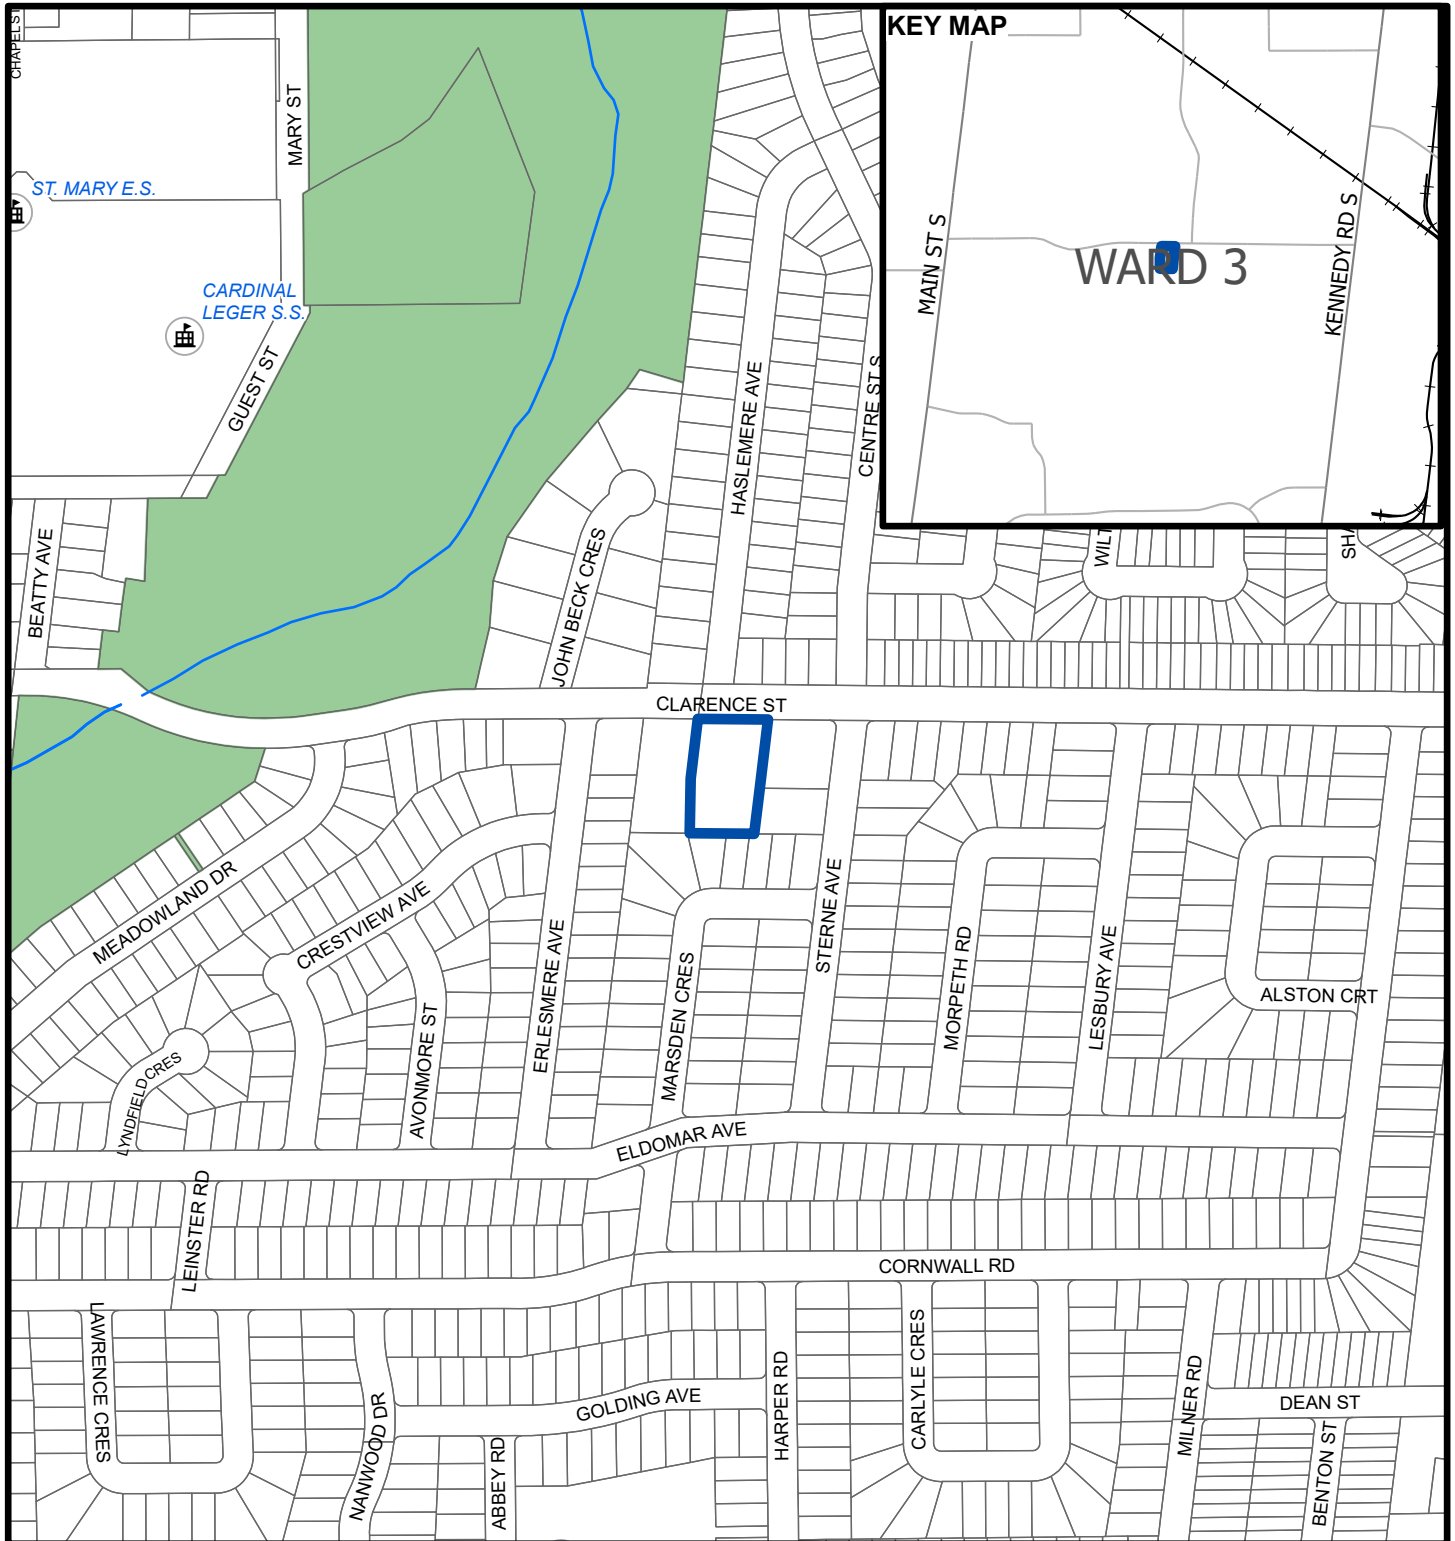 CHAPEL ST
MARY ST
KEY MAP
ST. MARY E.S.
MAIN ST S
KENNEDY RD S
WARD 3
CARDINAL
LEGER S.S.
GUEST ST
HASLEMERE AVE
CENTRE ST S
BEATTY AVE
JOHN BECK CRES
WILT
SHA
CLARENCE ST
MEADOWLAND DR
CRESTVIEW AVE
STERNE AVE
ERLESMERE AVE
MARSDEN CRES
MORPETH RD
LESBURY AVE
ALSTON CRT
AVONMORE ST
LYNDFIELD CRES
ELDOMAR AVE
LEINSTER RD
CORNWALL RD
LAWRENCE CRES
NANWOOD DR
GOLDING AVE
HARPER RD
CARLYLE CRES
MILNER RD
DEAN ST
ABBEY RD
BENTON ST